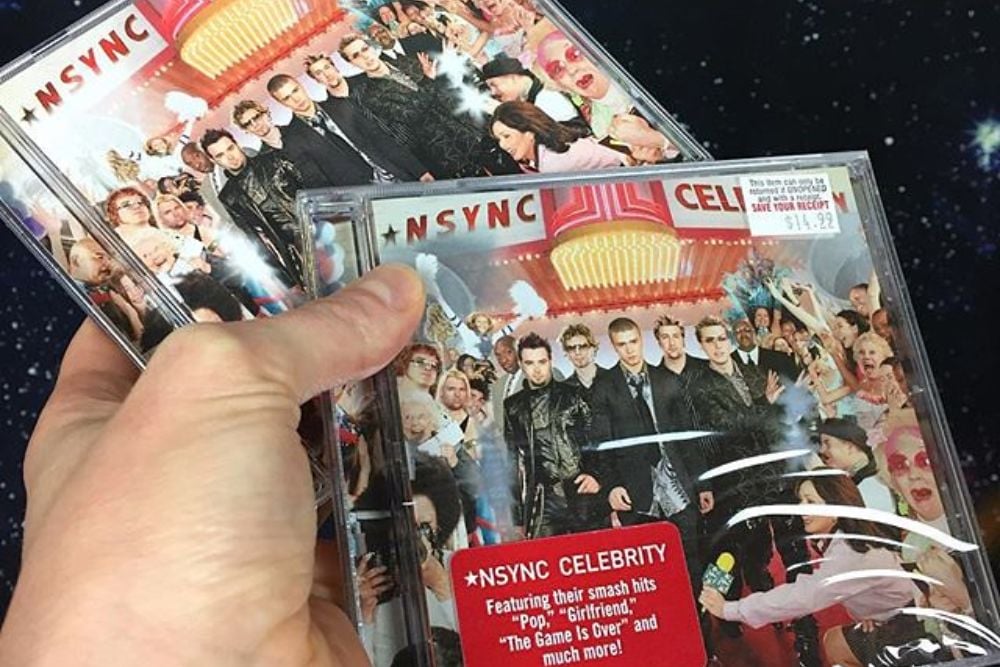 ★NSYNC
★NSYNC
CEL
This item can only be
returned if UNOPENED
and with a receipt.
SAVE YOUR RECEIPT
$14.99
★NSYNC CELEBRITY
Featuring their smash hits
"Pop," "Girlfriend,"
"The Game Is Over" and
much more!